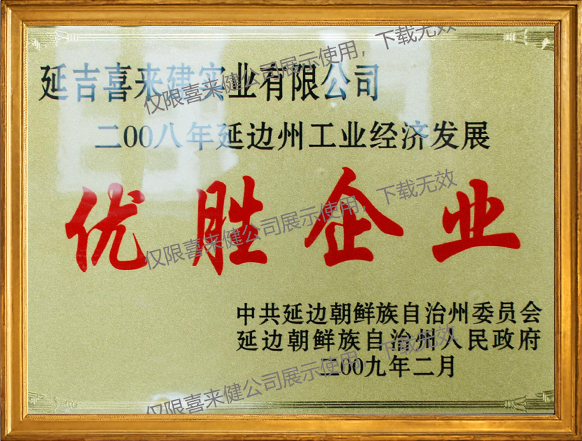 延吉喜来健实业有限公司
二00八年延边州工业经济发展
优胜企业
中共延边朝鲜族自治州委员会
延边朝鲜族自治州人民政府
二00九年二月
仅限喜来健公司展示使用，下载无效
仅限喜来健公司展示使用，下载无效
仅限喜来健公司展示使用，下载无效